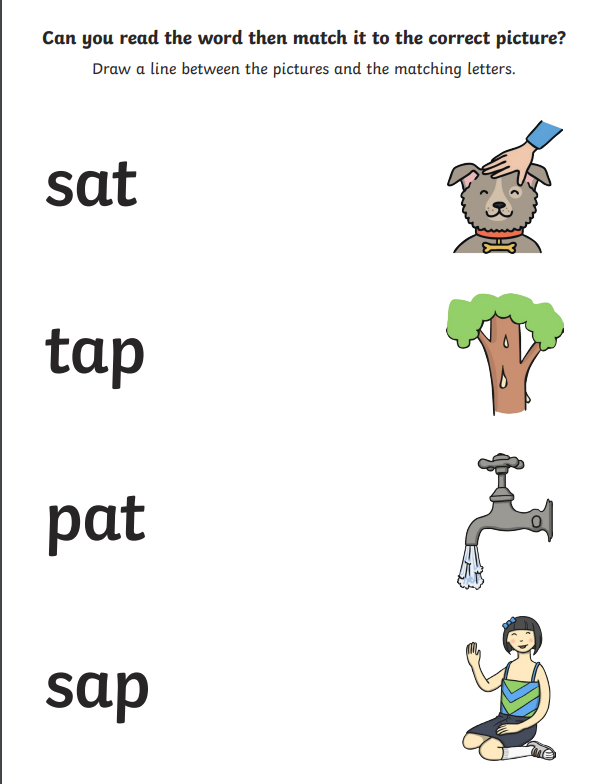 Can you read the word then match it to the correct picture?
Draw a line between the pictures and the matching letters.
sat
tap
pat
sap